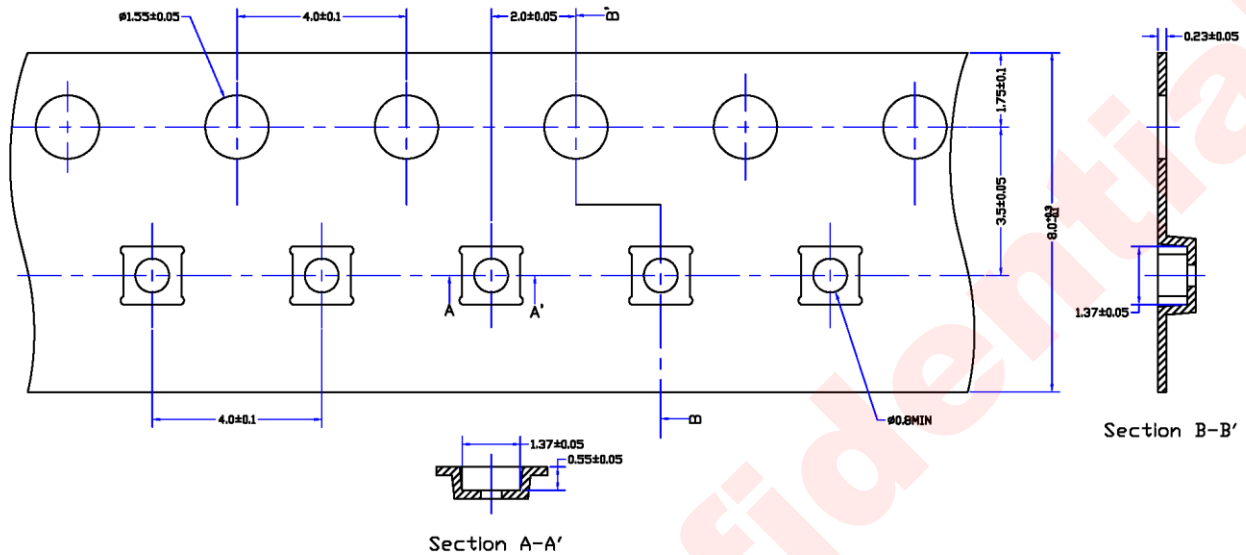 ø1.55±0.05
4.0±0.1
2.0±0.05
B'
0.23±0.05
1.75±0.1
3.5±0.05
A
A'
1.37±0.05
4.0±0.1
B
ø0.8MIN
Section B-B'
1.37±0.05
0.55±0.05
Section A-A'
fidentia